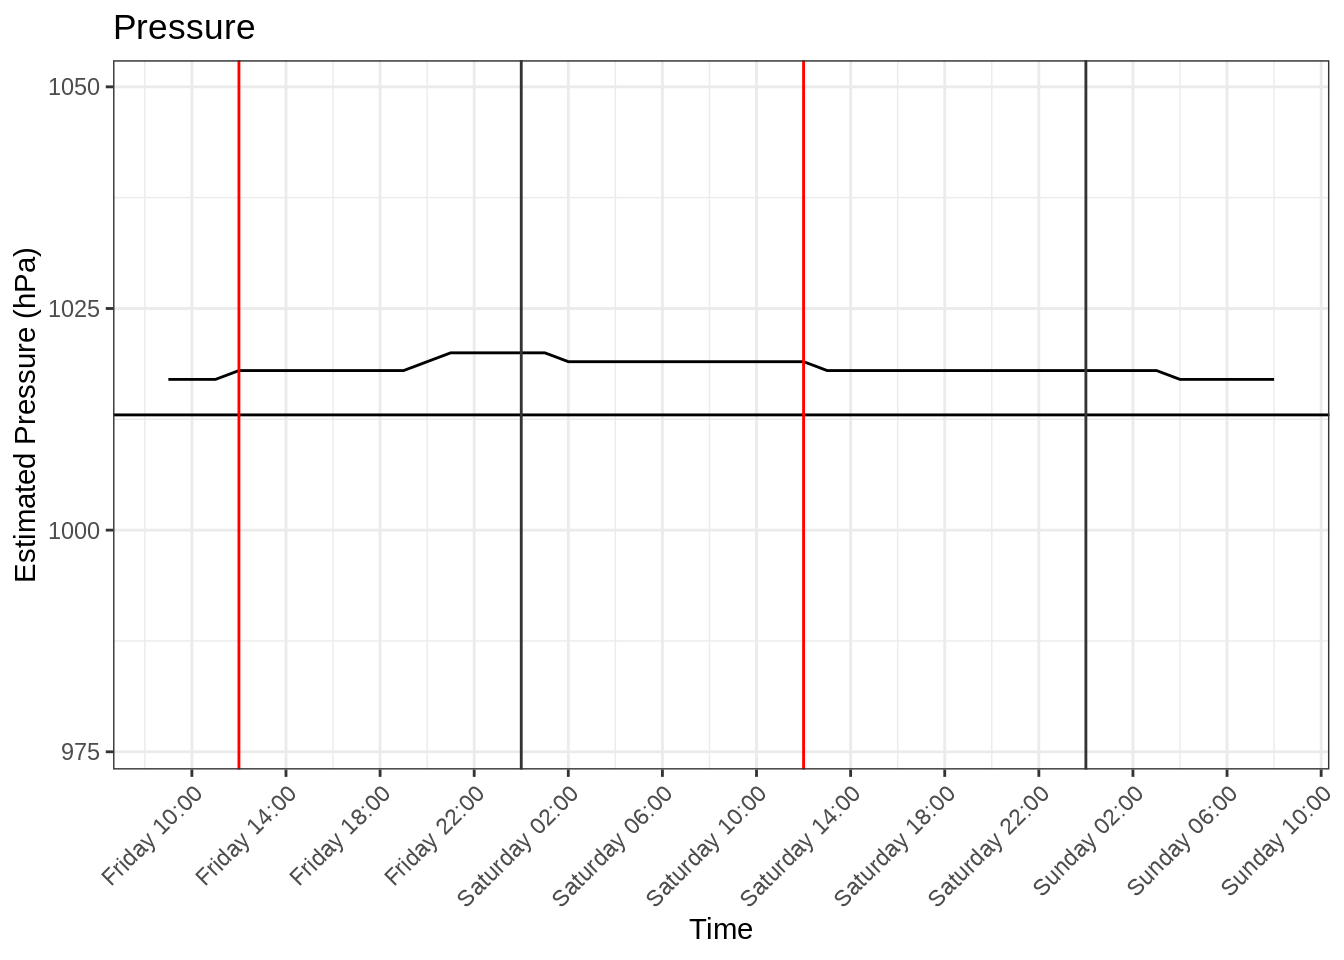 Pressure
Estimated Pressure (hPa)
1050
1025
1000
975
Friday 10:00
Friday 14:00
Friday 18:00
Friday 22:00
Saturday 02:00
Saturday 06:00
Saturday 10:00
Saturday 14:00
Saturday 18:00
Saturday 22:00
Sunday 02:00
Sunday 06:00
Sunday 10:00
Time